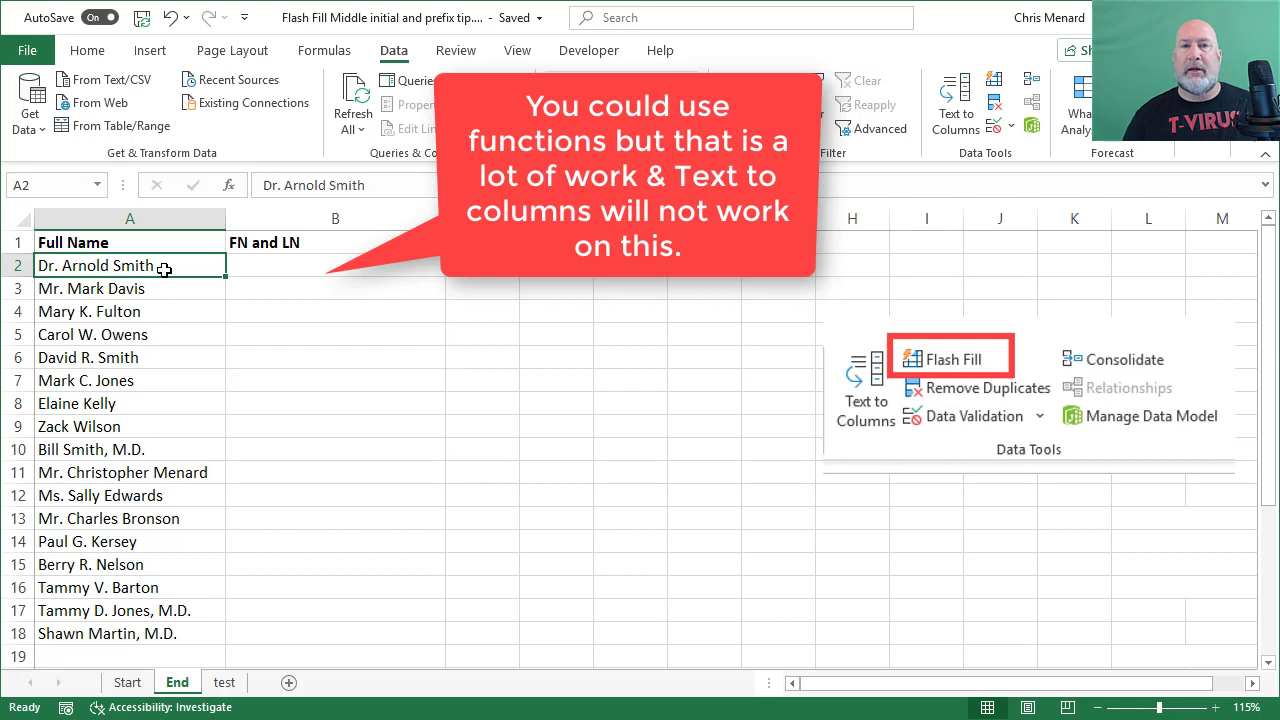 AutoSave On
Flash Fill Middle initial and prefix tip.... - Saved
Search
Chris Menard
File Home Insert Page Layout Formulas Data Review View Developer Help
Get Data
From Text/CSV
From Web
From Table/Range
Recent Sources
Existing Connections
Get & Transform Data
Refresh All
Queries
Edit Lin
Queries & Co
Clear
Reapply
Advanced
Filter
Text to Columns
Data Tools
Forecast
You could use
functions but that is a
lot of work & Text to
columns will not work
on this.
A2
fx
Dr. Arnold Smith
A B H I J K L M
1 Full Name FN and LN
2 Dr. Arnold Smith
3 Mr. Mark Davis
4 Mary K. Fulton
5 Carol W. Owens
6 David R. Smith
7 Mark C. Jones
8 Elaine Kelly
9 Zack Wilson
10 Bill Smith, M.D.
11 Mr. Christopher Menard
12 Ms. Sally Edwards
13 Mr. Charles Bronson
14 Paul G. Kersey
15 Berry R. Nelson
16 Tammy V. Barton
17 Tammy D. Jones, M.D.
18 Shawn Martin, M.D.
19
Text to
Columns
Flash Fill
Remove Duplicates
Data Validation
Consolidate
Relationships
Manage Data Model
Data Tools
T-VIRUS
Start End test
Ready
Accessibility: Investigate
115%